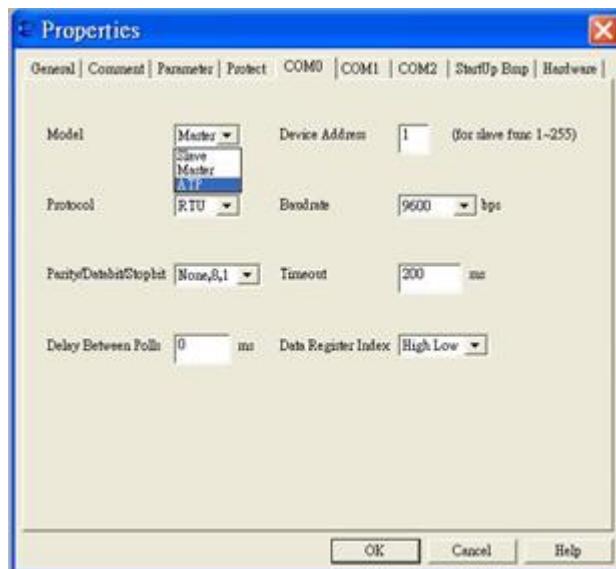 Properties
General | Comment | Parameter | Protect | COM0 | COM1 | COM2 | StartUp Bmp | Hardware
Model Master Device Address 1 (for slave func 1~255)
Slave
Master
ATP
Protocol RTU Baudrate 9600 bps
Parity/Databit/Stopbit None,8,1 Timeout 200 ms
Delay Between Polls 0 ms Data Register Index High Low
OK Cancel Help